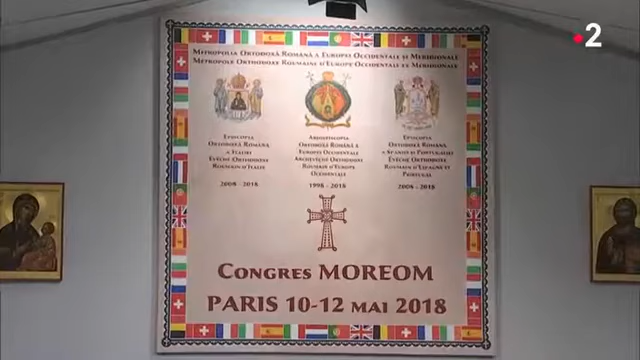 2
Mitropolia Ortodoxă Română a Europei Occidentale și Meridionale
Métropole Orthodoxe Roumaine d'Europe Occidentale et Méridionale
Episcopia
Ortodoxă Română
a Italiei
Évêché Orthodoxe
Roumain d'Italie
2008 - 2018
Arhiepiscopia
Ortodoxă Română a
Europei Occidentale
Archevêché Orthodoxe
Roumain d'Europe
Occidentale
1998 - 2018
Episcopia
Ortodoxă Română
a Spaniei și Portugaliei
Évêché Orthodoxe
Roumain d'Espagne et
Portugal
2008 - 2018
Congres MOREOM
PARIS 10-12 mai 2018